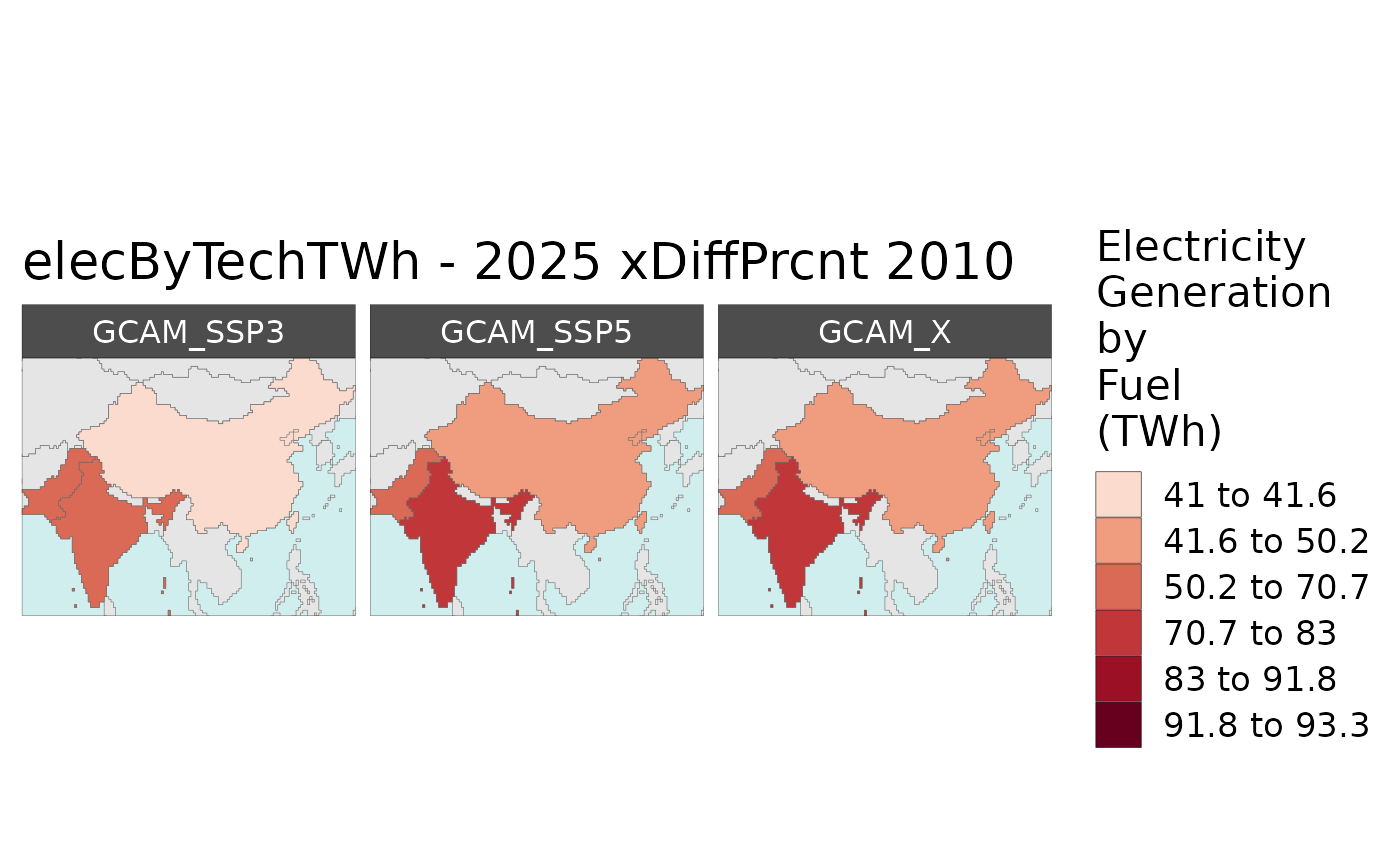 elecByTechTWh - 2025 xDiffPrcnt 2010
GCAM_SSP3
GCAM_SSP5
GCAM_X
Electricity
Generation
by
Fuel
(TWh)
41 to 41.6
41.6 to 50.2
50.2 to 70.7
70.7 to 83
83 to 91.8
91.8 to 93.3